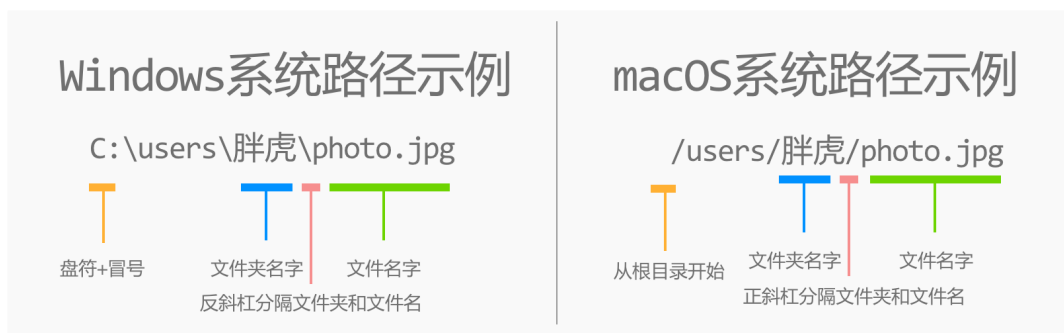 Windows系统路径示例
C:\users\胖虎\photo.jpg
盘符+冒号
文件夹名字
文件名字
反斜杠分隔文件夹和文件名
macOS系统路径示例
/users/胖虎/photo.jpg
从根目录开始
文件夹名字
文件名字
正斜杠分隔文件夹和文件名